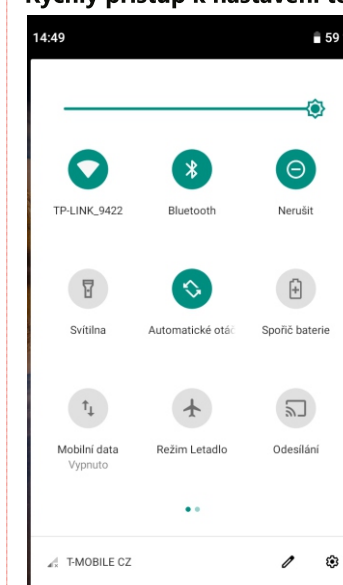 Rychlý přístup k nastavení
14:49 59
TP-LINK_9422 Bluetooth Nerušit
Svítilna Automatické otáč Spořič baterie
Mobilní data Režim Letadlo Odesílání
Vypnuto
T-MOBILE CZ